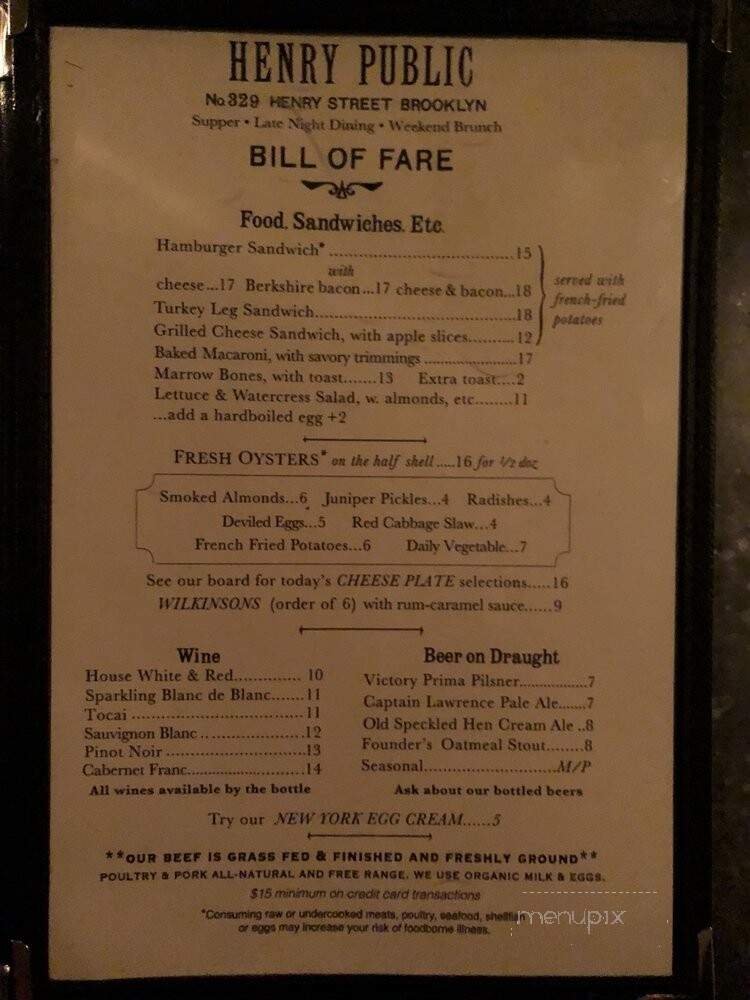 HENRY PUBLIC
No. 329 HENRY STREET BROOKLYN
Supper • Late Night Dining • Weekend Brunch
BILL OF FARE
Food, Sandwiches, Etc.
Hamburger Sandwich*.......................................15
with
cheese...17 Berkshire bacon...17 cheese & bacon...18
Turkey Leg Sandwich.......................................18
Grilled Cheese Sandwich, with apple slices..........12
served with
french-fried
potatoes
Baked Macaroni, with savory trimmings ....................17
Marrow Bones, with toast.......13 Extra toast....2
Lettuce & Watercress Salad, w. almonds, etc........11
...add a hardboiled egg +2
FRESH OYSTERS* on the half shell.....16 for 1/2 doz
Smoked Almonds...6 Juniper Pickles...4 Radishes...4
Deviled Eggs...5 Red Cabbage Slaw...4
French Fried Potatoes...6 Daily Vegetable...7
See our board for today's CHEESE PLATE selections.....16
WILKINSONS (order of 6) with rum-caramel sauce......9
Wine
House White & Red.............. 10
Sparkling Blanc de Blanc.......11
Tocai ..................................11
Sauvignon Blanc .....................12
Pinot Noir ............................13
Cabernet Franc.........................14
All wines available by the bottle
Beer on Draught
Victory Prima Pilsner.................7
Captain Lawrence Pale Ale.......7
Old Speckled Hen Cream Ale ..8
Founder's Oatmeal Stout........8
Seasonal...........................M/P
Ask about our bottled beers
Try our NEW YORK EGG CREAM......5
**OUR BEEF IS GRASS FED & FINISHED AND FRESHLY GROUND**
POULTRY & PORK ALL-NATURAL AND FREE RANGE. WE USE ORGANIC MILK & EGGS.
$15 minimum on credit card transactions
*Consuming raw or undercooked meats, poultry, seafood, shellfish
or eggs may increase your risk of foodborne illness.
menupix